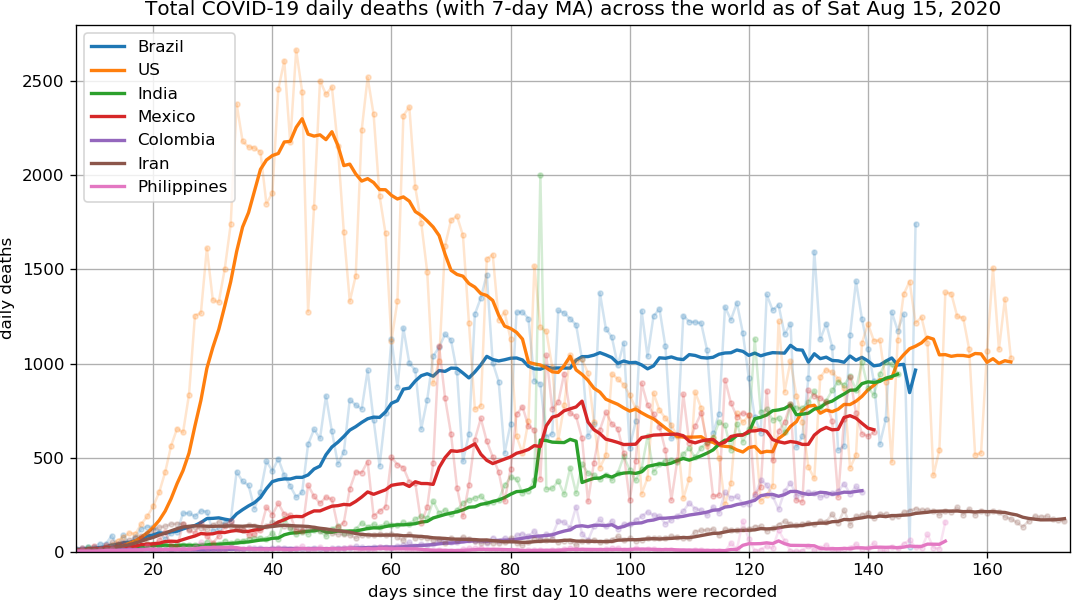 Total COVID-19 daily deaths (with 7-day MA) across the world as of Sat Aug 15, 2020
Brazil
US
India
Mexico
Colombia
Iran
Philippines
2500
2000
1500
1000
500
0
daily deaths
20 40 60 80 100 120 140 160
days since the first day 10 deaths were recorded